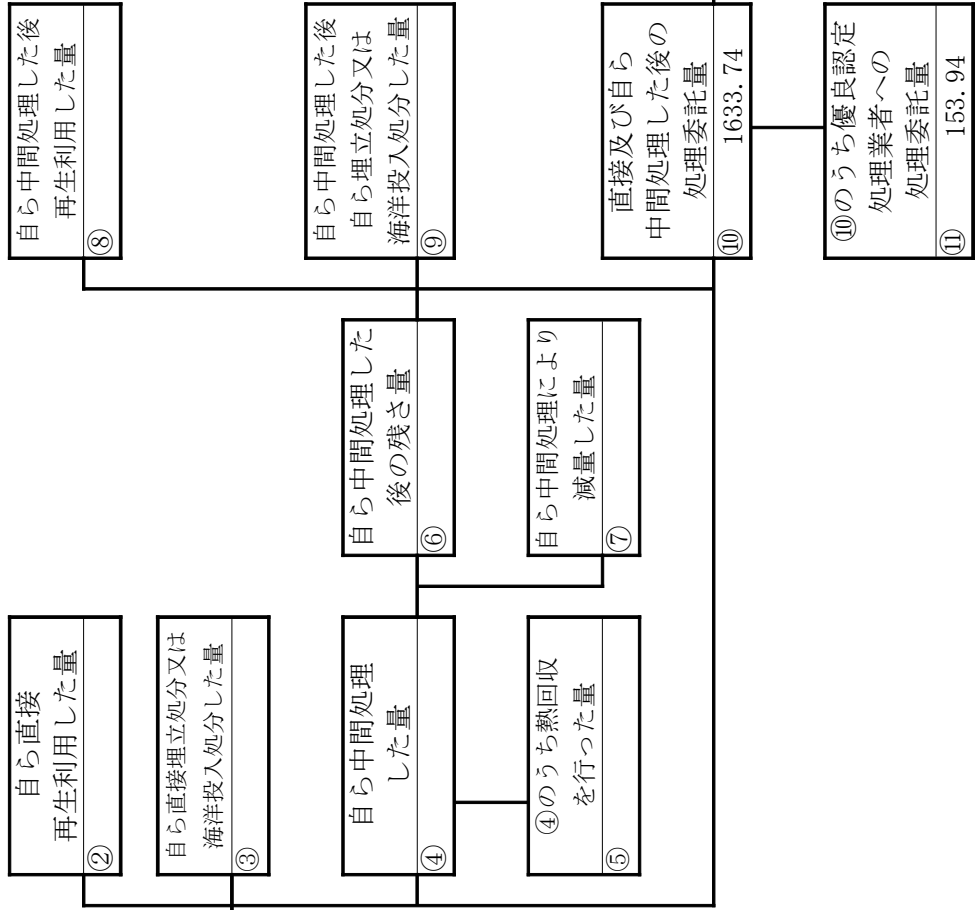 自ら直接
再生利用した量
②
自ら直接埋立処分又は
海洋投入処分した量
③
自ら中間処理
した量
④
④のうち熱回収
を行った量
⑤
自ら中間処理した
後の残さ量
⑥
自ら中間処理により
減量した量
⑦
自ら中間処理した後
再生利用した量
⑧
自ら中間処理した後
自ら埋立処分又は
海洋投入処分した量
⑨
直接及び自ら
中間処理した後の
処理委託量
⑩ 1633.74
⑩のうち優良認定
処理業者への
処理委託量
⑪ 153.94